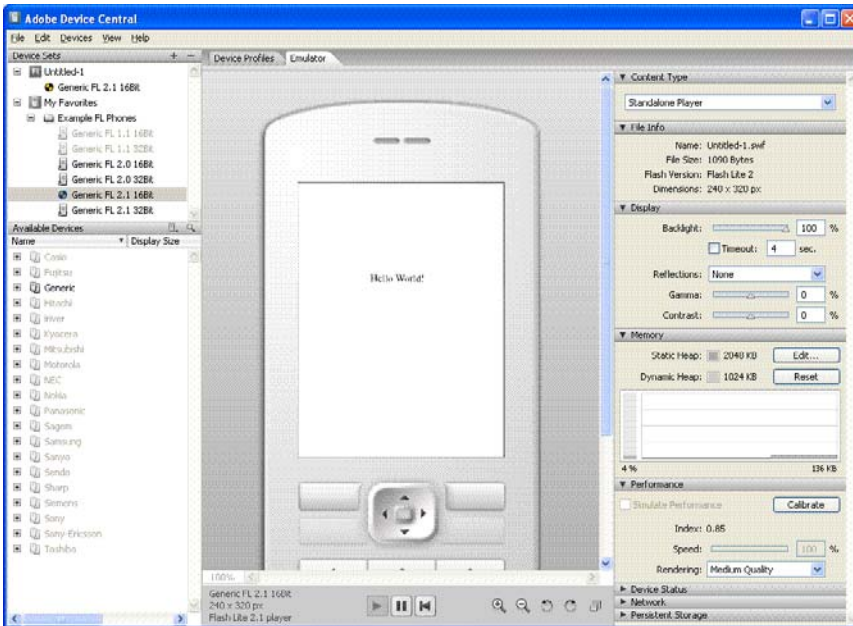 Adobe Device Central
File Edit Devices View Help
Device Sets + −
Untitled-1
Generic FL 2.1 16Bit
My Favorites
Example FL Phones
Generic FL 1.1 16Bit
Generic FL 1.1 32Bit
Generic FL 2.0 16Bit
Generic FL 2.0 32Bit
Generic FL 2.1 16Bit
Generic FL 2.1 32Bit
Available Devices
Name Display Size
Casio
Fujitsu
Generic
Hitachi
iriver
Kyocera
Mitsubishi
Motorola
NEC
Nokia
Panasonic
Sagem
Samsung
Sanyo
Sendo
Sharp
Siemens
Sony
Sony-Ericsson
Toshiba
Device Profiles Emulator
Hello World!
100%
Generic FL 2.1 16Bit
240 x 320 px
Flash Lite 2.1 player
Content Type
Standalone Player
File Info
Name: Untitled-1.swf
File Size: 1090 Bytes
Flash Version: Flash Lite 2
Dimensions: 240 x 320 px
Display
Backlight: 100 %
Timeout: 4 sec.
Reflections: None
Gamma: 0 %
Contrast: 0 %
Memory
Static Heap: 2048 KB Edit...
Dynamic Heap: 1024 KB Reset
4 % 136 KB
Performance
Simulate Performance Calibrate
Index: 0.85
Speed: 100 %
Rendering: Medium Quality
Device Status
Network
Persistent Storage